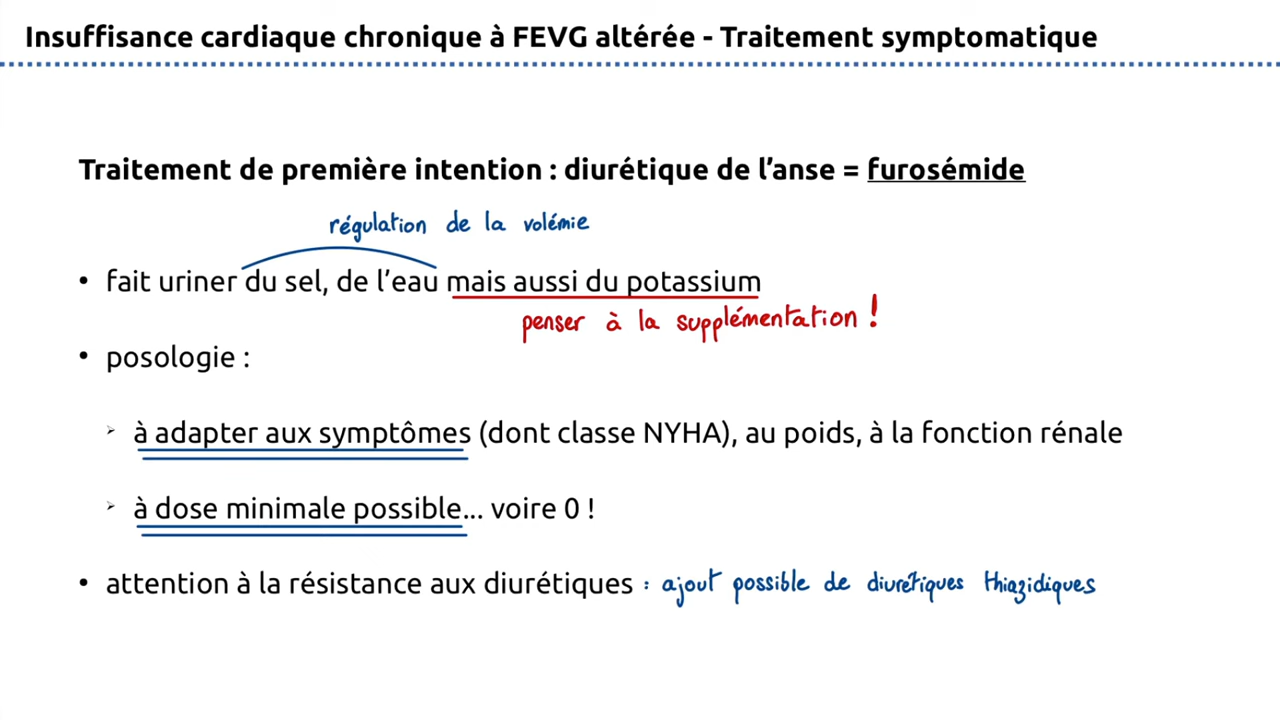 Insuffisance cardiaque chronique à FEVG altérée - Traitement symptomatique
Traitement de première intention : diurétique de l’anse = furosémide
régulation de la volémie
• fait uriner du sel, de l’eau mais aussi du potassium
penser à la supplémentation !
• posologie :
➢ à adapter aux symptômes (dont classe NYHA), au poids, à la fonction rénale
➢ à dose minimale possible... voire 0 !
• attention à la résistance aux diurétiques : ajout possible de diurétiques thiazidiques